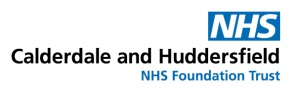 NHS
Calderdale and Huddersfield
NHS Foundation Trust